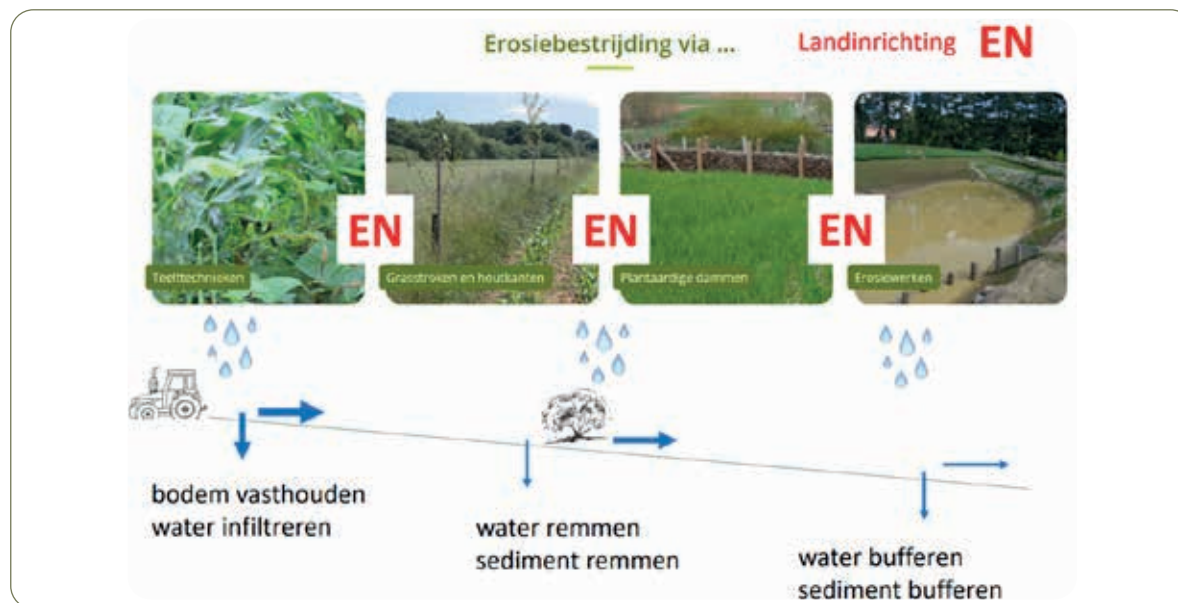 Erosiebestrijding via ...
Landinrichting EN
EN
EN
EN
Teelttechnieken
Grasstroken en houtkanten
Plantaardige dammen
Erosiewerken
bodem vasthouden
water infiltreren
water remmen
sediment remmen
water bufferen
sediment bufferen